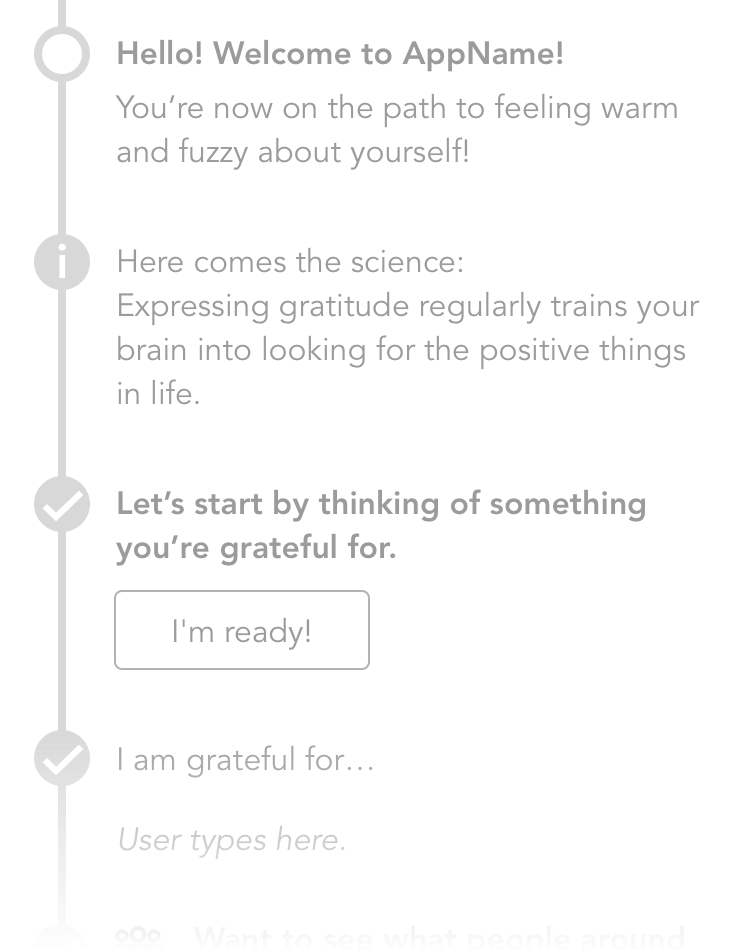 Hello! Welcome to AppName!
You’re now on the path to feeling warm
and fuzzy about yourself!
i
Here comes the science:
Expressing gratitude regularly trains your
brain into looking for the positive things
in life.
Let’s start by thinking of something
you’re grateful for.
I'm ready!
I am grateful for…
User types here.
Want to see what people around